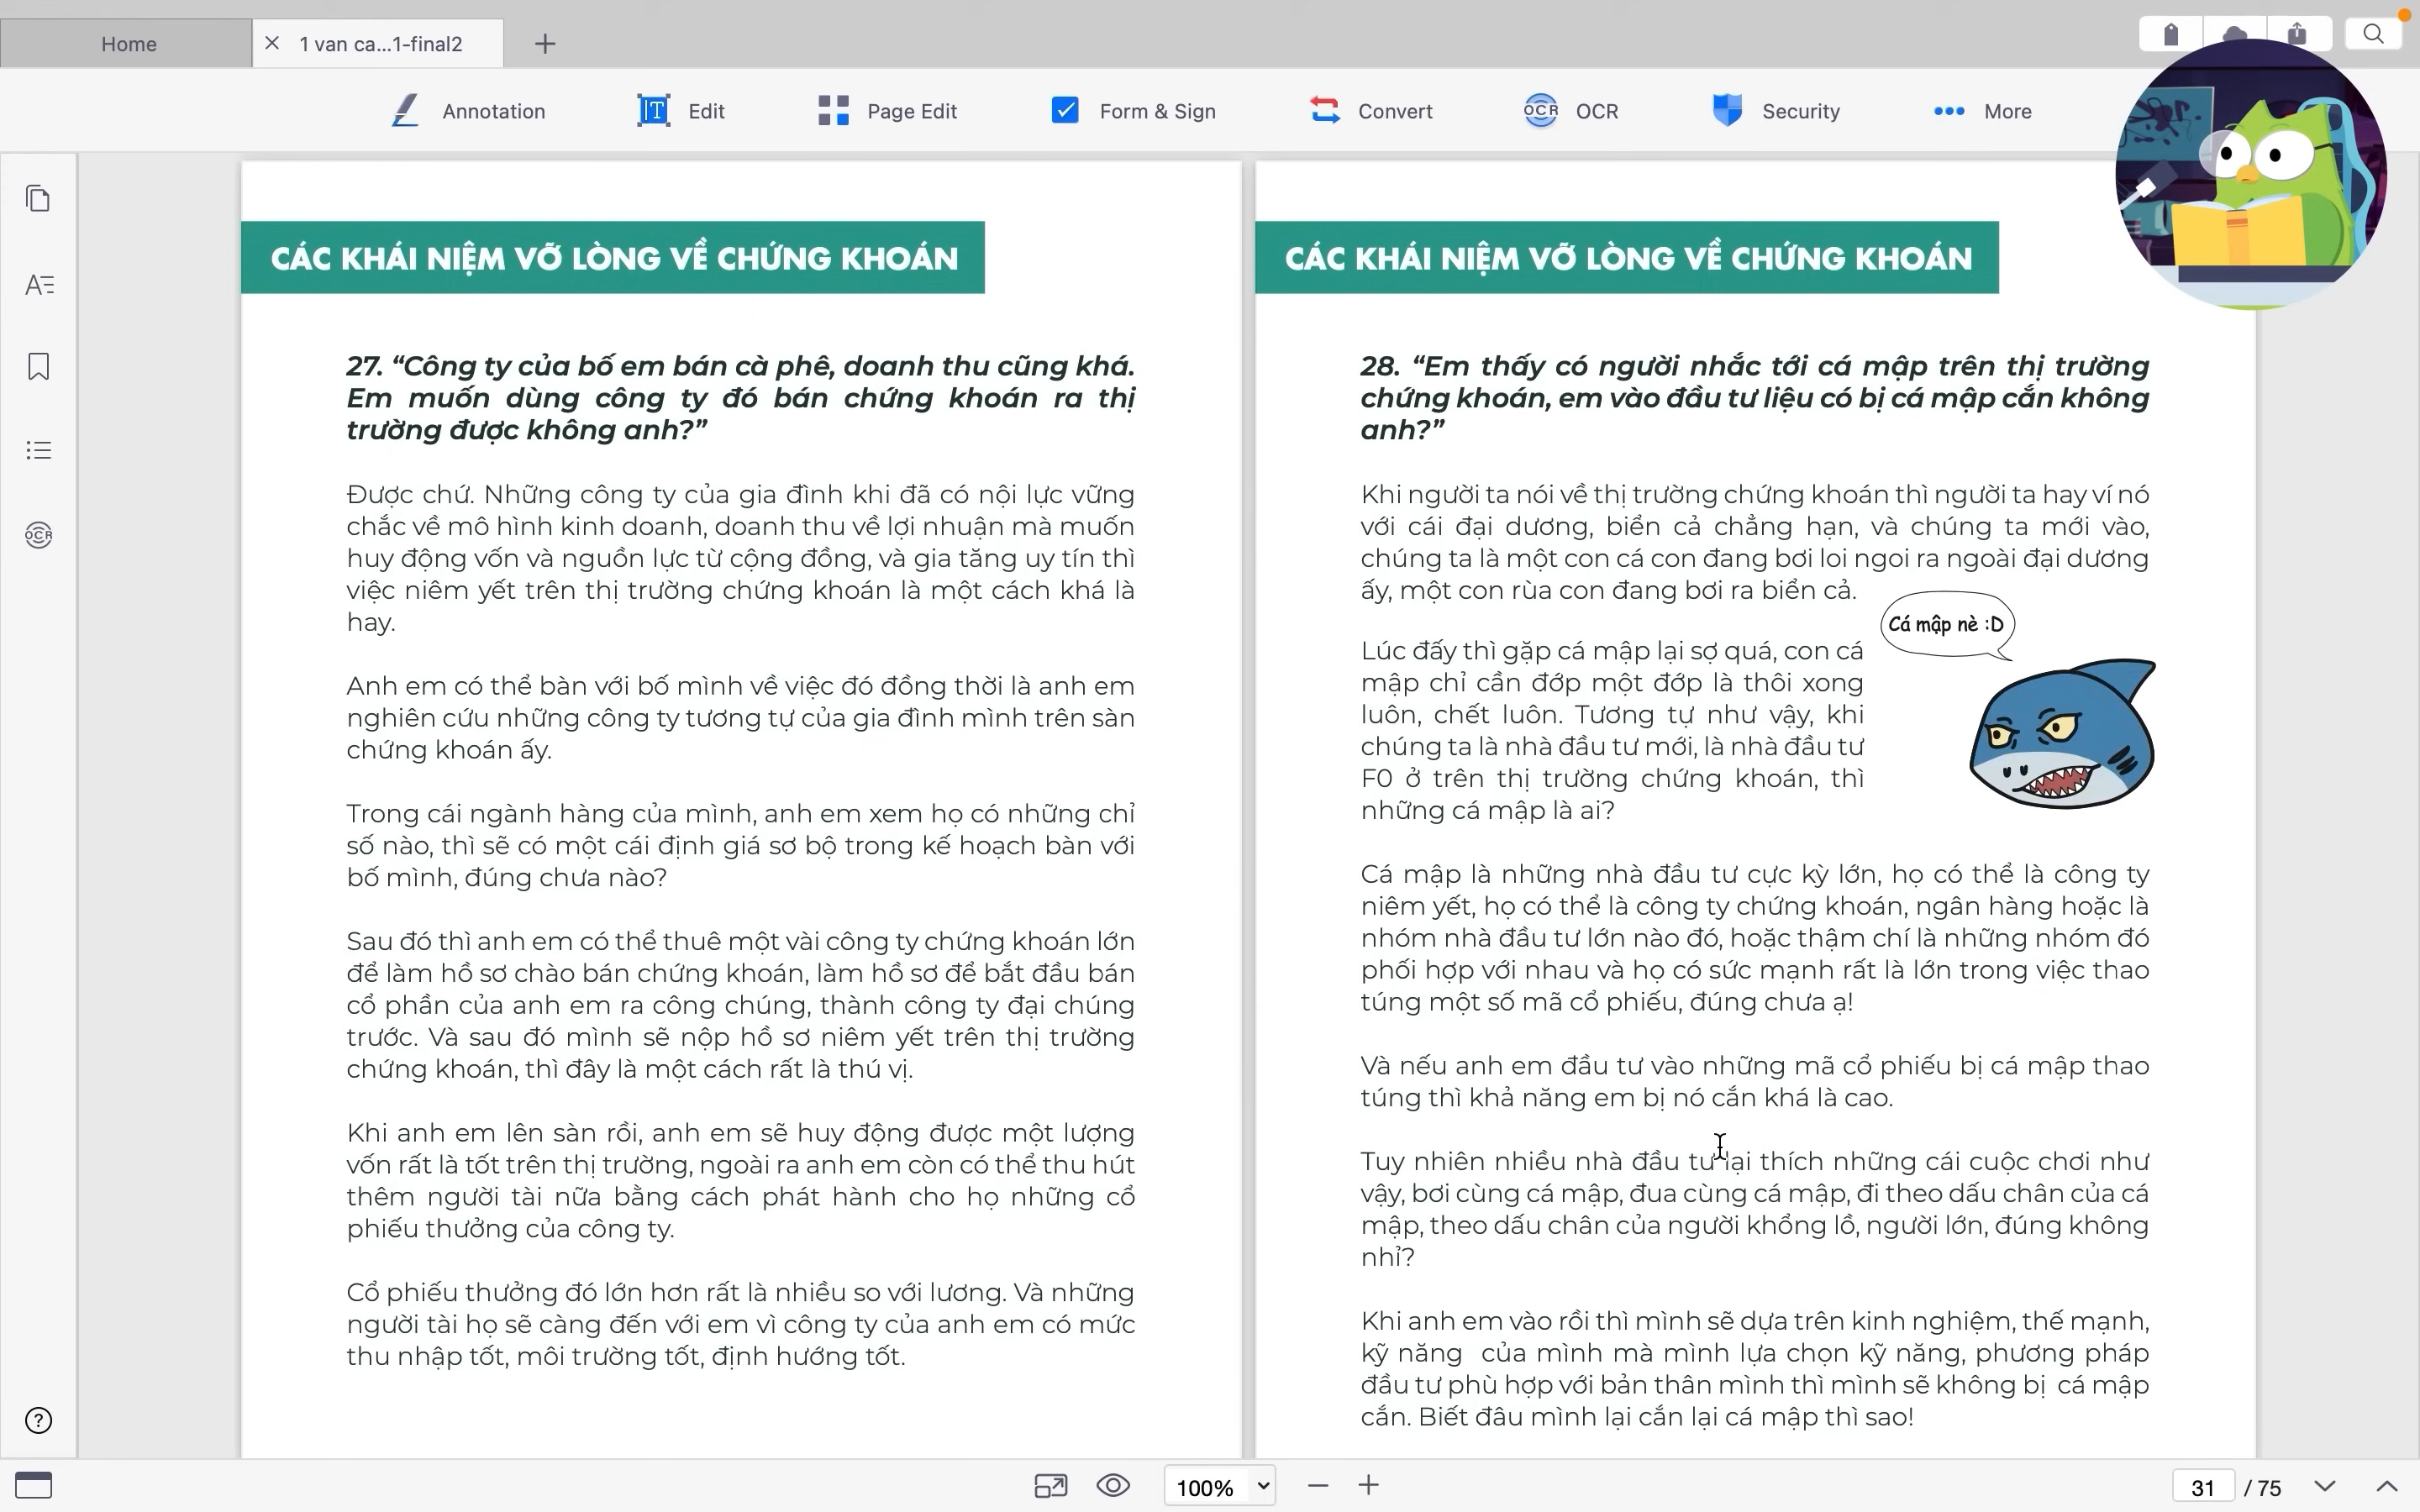 Home
1 van ca...1-final2
Annotation
Edit
Page Edit
Form & Sign
Convert
OCR
OCR
Security
More
CÁC KHÁI NIỆM VỠ LÒNG VỀ CHỨNG KHOÁN
27. “Công ty của bố em bán cà phê, doanh thu cũng khá.
Em muốn dùng công ty đó bán chứng khoán ra thị
trường được không anh?”
Được chứ. Những công ty của gia đình khi đã có nội lực vững
chắc về mô hình kinh doanh, doanh thu về lợi nhuận mà muốn
huy động vốn và nguồn lực từ cộng đồng, và gia tăng uy tín thì
việc niêm yết trên thị trường chứng khoán là một cách khá là
hay.
Anh em có thể bàn với bố mình về việc đó đồng thời là anh em
nghiên cứu những công ty tương tự của gia đình mình trên sàn
chứng khoán ấy.
Trong cái ngành hàng của mình, anh em xem họ có những chỉ
số nào, thì sẽ có một cái định giá sơ bộ trong kế hoạch bàn với
bố mình, đúng chưa nào?
Sau đó thì anh em có thể thuê một vài công ty chứng khoán lớn
để làm hồ sơ chào bán chứng khoán, làm hồ sơ để bắt đầu bán
cổ phần của anh em ra công chúng, thành công ty đại chúng
trước. Và sau đó mình sẽ nộp hồ sơ niêm yết trên thị trường
chứng khoán, thì đây là một cách rất là thú vị.
Khi anh em lên sàn rồi, anh em sẽ huy động được một lượng
vốn rất là tốt trên thị trường, ngoài ra anh em còn có thể thu hút
thêm người tài nữa bằng cách phát hành cho họ những cổ
phiếu thưởng của công ty.
Cổ phiếu thưởng đó lớn hơn rất là nhiều so với lương. Và những
người tài họ sẽ càng đến với em vì công ty của anh em có mức
thu nhập tốt, môi trường tốt, định hướng tốt.
CÁC KHÁI NIỆM VỠ LÒNG VỀ CHỨNG KHOÁN
28. “Em thấy có người nhắc tới cá mập trên thị trường
chứng khoán, em vào đầu tư liệu có bị cá mập cắn không
anh?”
Khi người ta nói về thị trường chứng khoán thì người ta hay ví nó
với cái đại dương, biển cả chẳng hạn, và chúng ta mới vào,
chúng ta là một con cá con đang bơi loi ngoi ra ngoài đại dương
ấy, một con rùa con đang bơi ra biển cả.
Cá mập nè :D
Lúc đấy thì gặp cá mập lại sợ quá, con cá
mập chỉ cần đớp một đớp là thôi xong
luôn, chết luôn. Tương tự như vậy, khi
chúng ta là nhà đầu tư mới, là nhà đầu tư
F0 ở trên thị trường chứng khoán, thì
những cá mập là ai?
Cá mập là những nhà đầu tư cực kỳ lớn, họ có thể là công ty
niêm yết, họ có thể là công ty chứng khoán, ngân hàng hoặc là
nhóm nhà đầu tư lớn nào đó, hoặc thậm chí là những nhóm đó
phối hợp với nhau và họ có sức mạnh rất là lớn trong việc thao
túng một số mã cổ phiếu, đúng chưa ạ!
Và nếu anh em đầu tư vào những mã cổ phiếu bị cá mập thao
túng thì khả năng em bị nó cắn khá là cao.
Tuy nhiên nhiều nhà đầu tư lại thích những cái cuộc chơi như
vậy, bơi cùng cá mập, đua cùng cá mập, đi theo dấu chân của cá
mập, theo dấu chân của người khổng lồ, người lớn, đúng không
nhỉ?
Khi anh em vào rồi thì mình sẽ dựa trên kinh nghiệm, thế mạnh,
kỹ năng của mình mà mình lựa chọn kỹ năng, phương pháp
đầu tư phù hợp với bản thân mình thì mình sẽ không bị cá mập
cắn. Biết đâu mình lại cắn lại cá mập thì sao!
OCR
?
100%
31 / 75